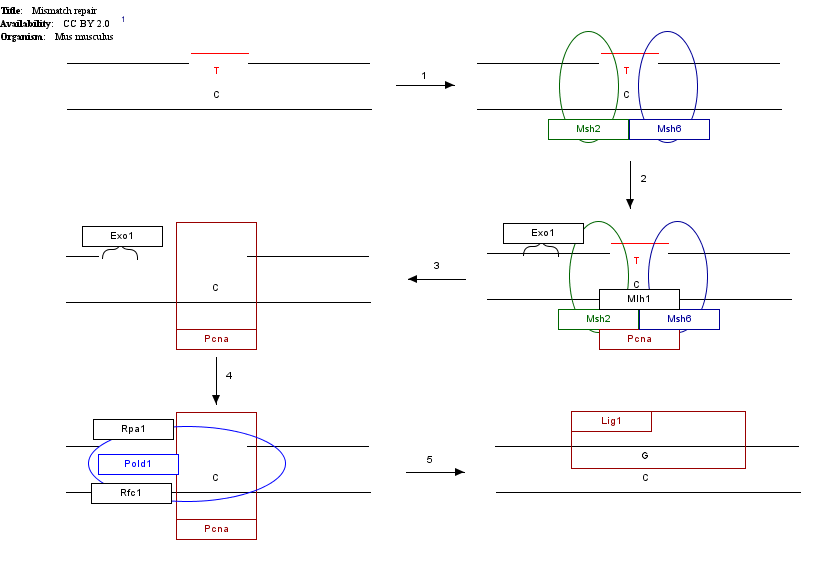 Title: Mismatch repair
Availability: CC BY 2.0 1
Organism: Mus musculus
T
C
1
T
C
Msh2 Msh6
2
Exo1
C
Pcna
3
Exo1
T
C
Mlh1
Msh2 Msh6
Pcna
4
Rpa1
Pold1
C
Rfc1
Pcna
5
Lig1
G
C